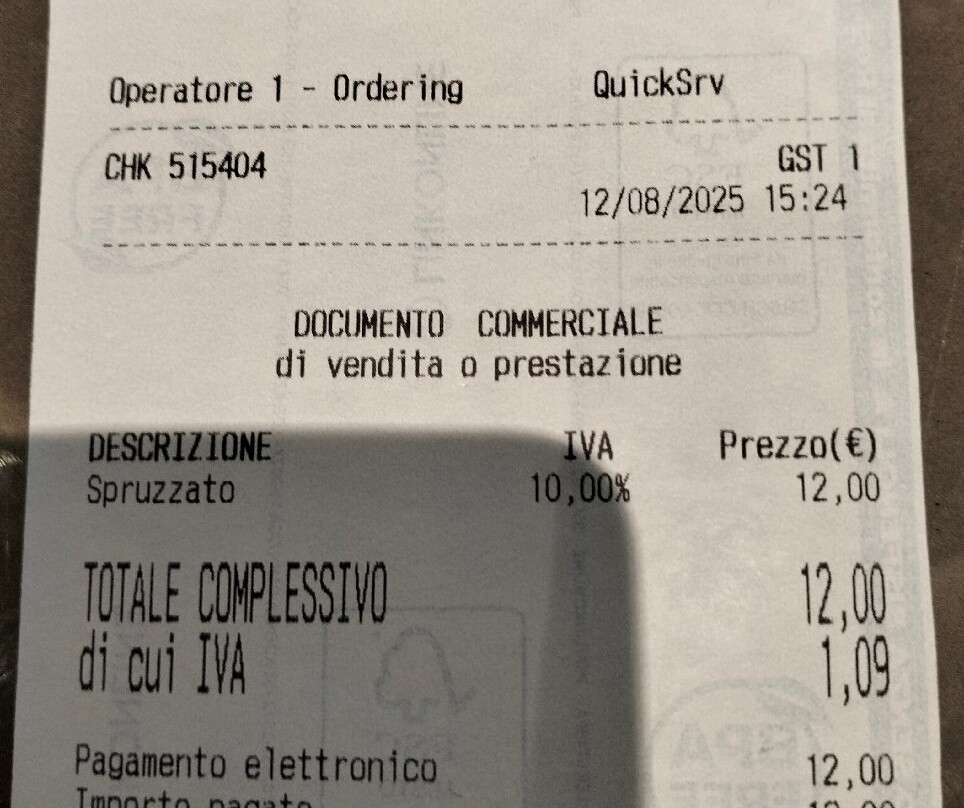 Operatore 1 - Ordering QuickSrv
CHK 515404 GST 1
12/08/2025 15:24
DOCUMENTO COMMERCIALE
di vendita o prestazione
DESCRIZIONE IVA Prezzo(€)
Spruzzato 10,00% 12,00
TOTALE COMPLESSIVO 12,00
di cui IVA 1,09
Pagamento elettronico 12,00
Importo pagato